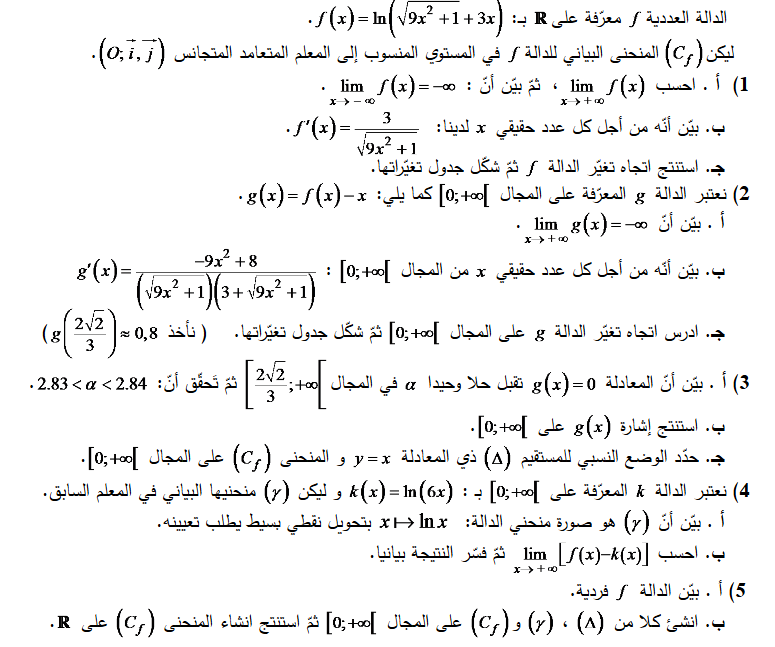 الدالة العددية f معرّفة على ℝ بـ: f(x)=ln(√(9x²+1)+3x).
ليكن (C_f) المنحنى البياني للدالة f في المستوي المنسوب إلى المعلم المتعامد المتجانس (O; i⃗, j⃗).
1) أ. احسب lim_{x→+∞} f(x) ، ثمّ بيّن أنّ : lim_{x→-∞} f(x)=-∞ .
ب. بيّن أنّه من أجل كل عدد حقيقي x لدينا: f'(x)=3/√(9x²+1) .
جـ. استنتج اتجاه تغيّر الدالة f ثمّ شكّل جدول تغيّراتها.
2) نعتبر الدالة g المعرّفة على المجال [0;+∞[ كما يلي: g(x)=f(x)-x .
أ. بيّن أنّ lim_{x→+∞} g(x)=-∞ .
ب. بيّن أنه من أجل كل عدد حقيقي x من المجال [0;+∞[ : g'(x)=(-9x²+8)/((√(9x²+1))(3+√(9x²+1)))
جـ. ادرس اتجاه تغيّر الدالة g على المجال [0;+∞[ ثمّ شكّل جدول تغيّراتها. ( نأخذ g(2√2/3)≈0,8 )
3) أ. بيّن أنّ المعادلة g(x)=0 تقبل حلا وحيدا α في المجال [2√2/3;+∞[ ثمّ تَحقّق أنّ: 2.83<α<2.84 .
ب. استنتج إشارة g(x) على [0;+∞[.
جـ. حدّد الوضع النسبي للمستقيم (Δ) ذي المعادلة y=x و المنحنى (C_f) على المجال [0;+∞[.
4) نعتبر الدالة k المعرّفة على ]0;+∞[ بـ : k(x)=ln(6x) و ليكن (γ) منحنيها البياني في المعلم السابق.
أ. بيّن أنّ (γ) هو صورة منحني الدالة: x↦ln x بتحويل نقطي بسيط يطلب تعيينه.
ب. احسب lim_{x→+∞} [f(x)-k(x)] ثمّ فسّر النتيجة بيانيا.
5) أ. بيّن الدالة f فردية.
ب. انشئ كلا من (Δ) ، (γ) و (C_f) على المجال [0;+∞[ ثمّ استنتج انشاء المنحنى (C_f) على ℝ .